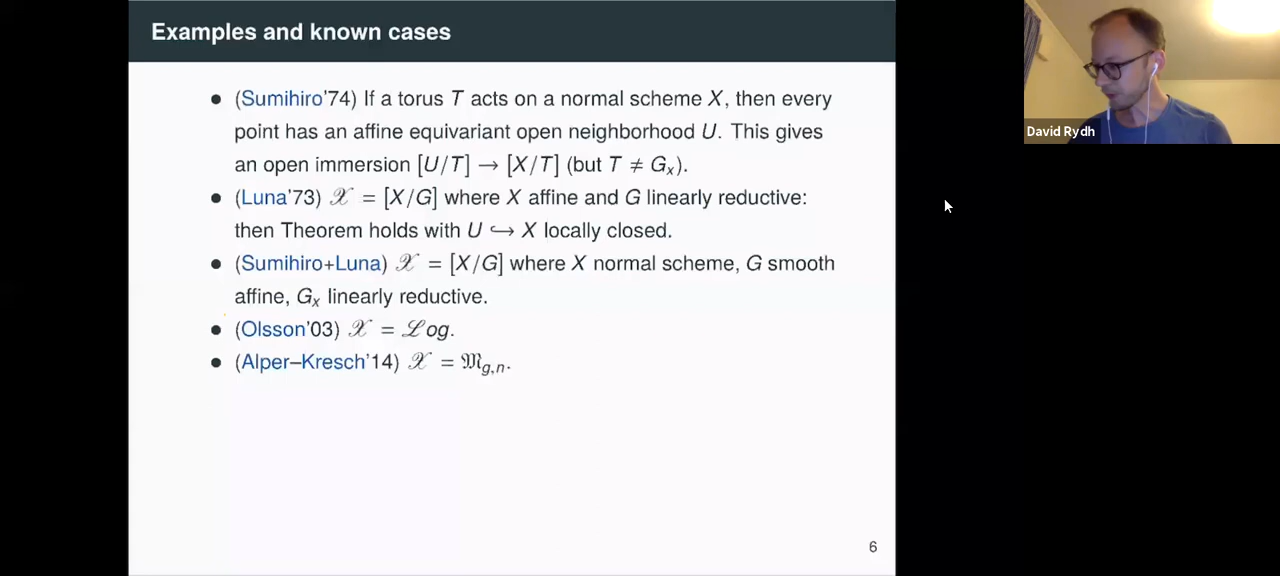 Examples and known cases
• (Sumihiro'74) If a torus T acts on a normal scheme X, then every
point has an affine equivariant open neighborhood U. This gives
an open immersion [U/T] → [X/T] (but T ≠ Gₓ).
• (Luna'73) 𝒳 = [X/G] where X affine and G linearly reductive:
then Theorem holds with U ↪ X locally closed.
• (Sumihiro+Luna) 𝒳 = [X/G] where X normal scheme, G smooth
affine, Gₓ linearly reductive.
• (Olsson'03) 𝒳 = ℒog.
• (Alper–Kresch'14) 𝒳 = 𝔐g,n.
6
David Rydh